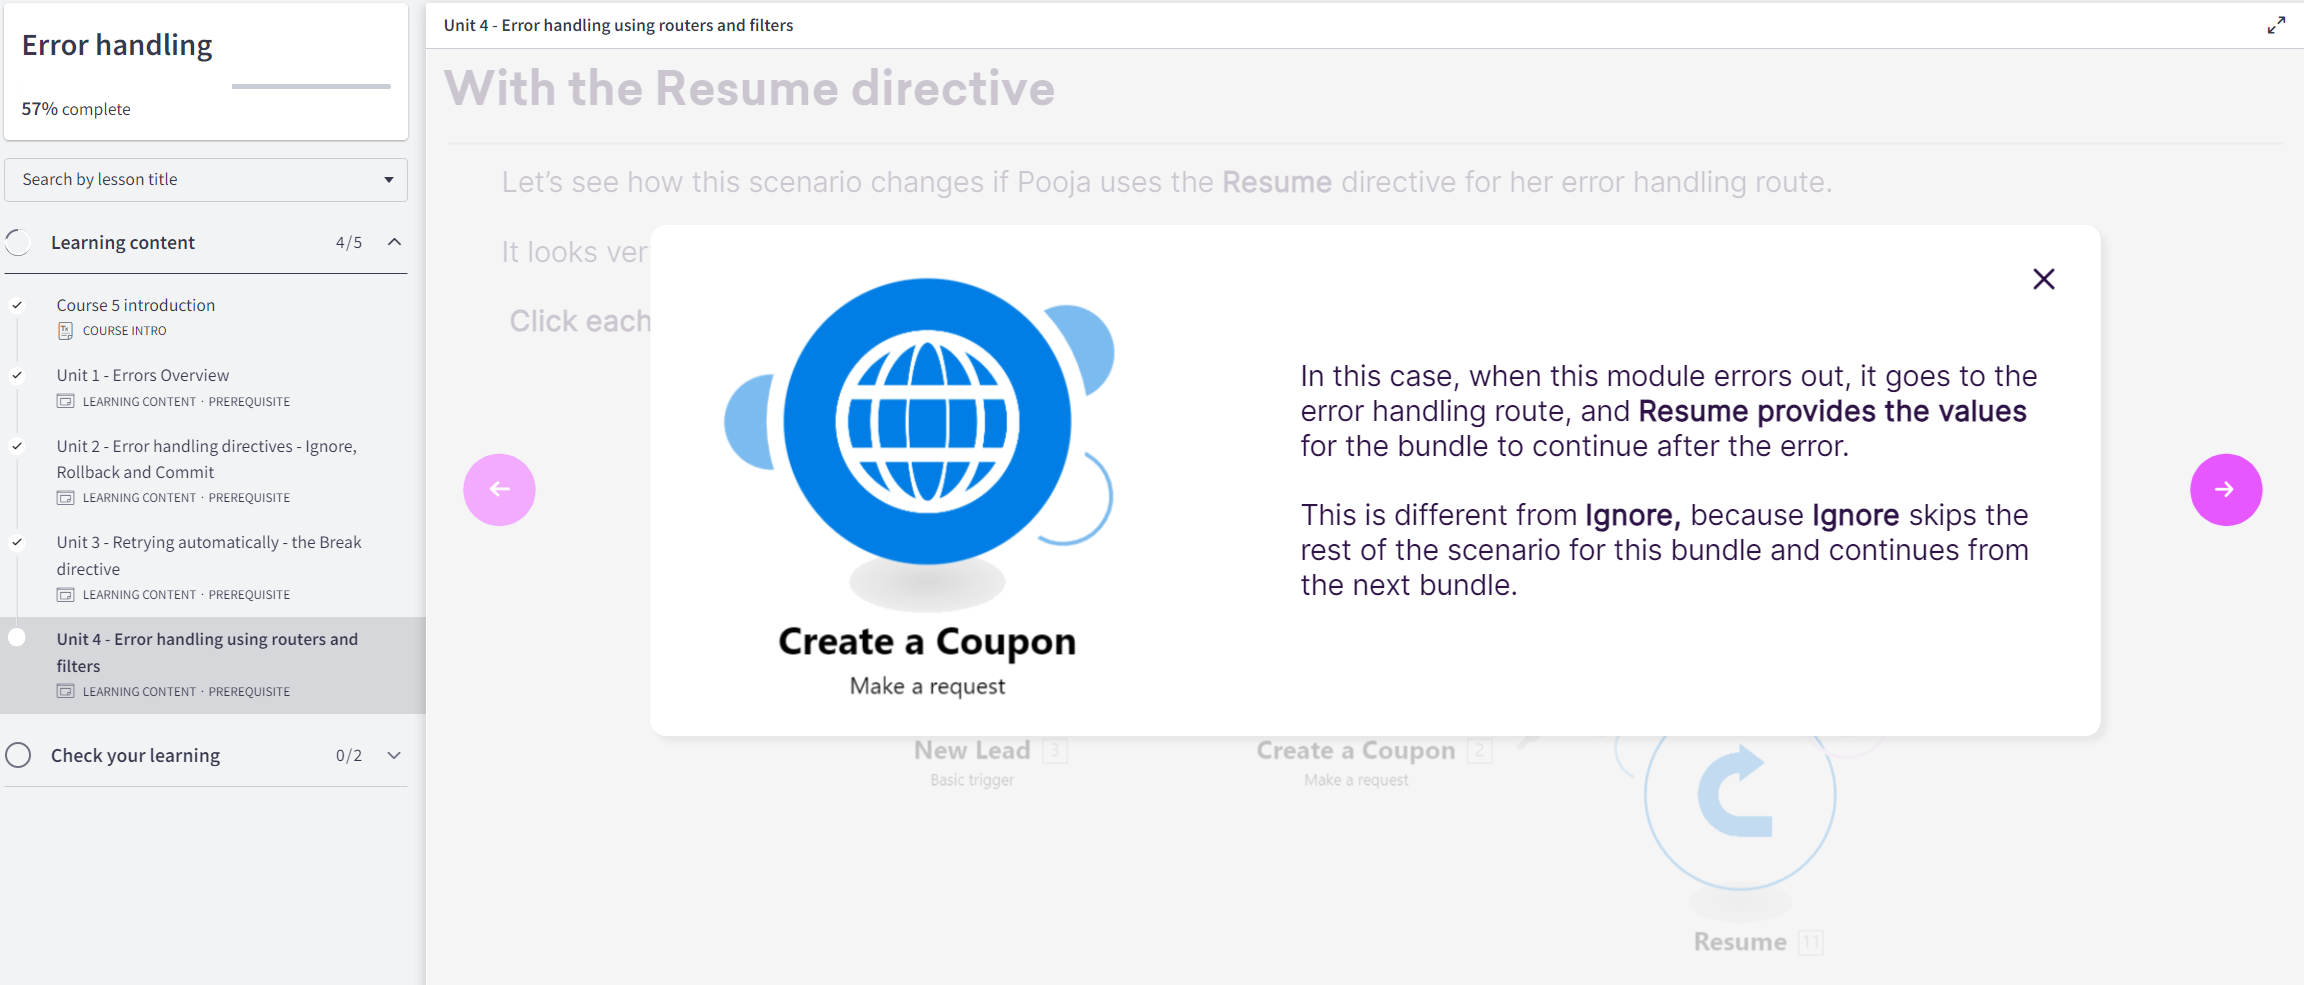 Error handling
57% complete
Search by lesson title
Learning content 4/5
Course 5 introduction
COURSE INTRO
Unit 1 - Errors Overview
LEARNING CONTENT · PREREQUISITE
Unit 2 - Error handling directives - Ignore,
Rollback and Commit
LEARNING CONTENT · PREREQUISITE
Unit 3 - Retrying automatically - the Break
directive
LEARNING CONTENT · PREREQUISITE
Unit 4 - Error handling using routers and
filters
LEARNING CONTENT · PREREQUISITE
Check your learning 0/2
Unit 4 - Error handling using routers and filters
With the Resume directive
Let's see how this scenario changes if Pooja uses the Resume directive for her error handling route.
It looks ver
Click each
In this case, when this module errors out, it goes to the
error handling route, and Resume provides the values
for the bundle to continue after the error.
This is different from Ignore, because Ignore skips the
rest of the scenario for this bundle and continues from
the next bundle.
Create a Coupon
Make a request
New Lead 3
Basic trigger
Create a Coupon 2
Make a request
Resume 11